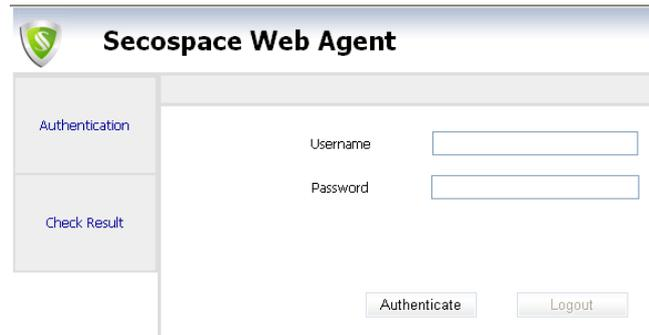 Secospace Web Agent
Authentication
Username
Password
Check Result
Authenticate
Logout